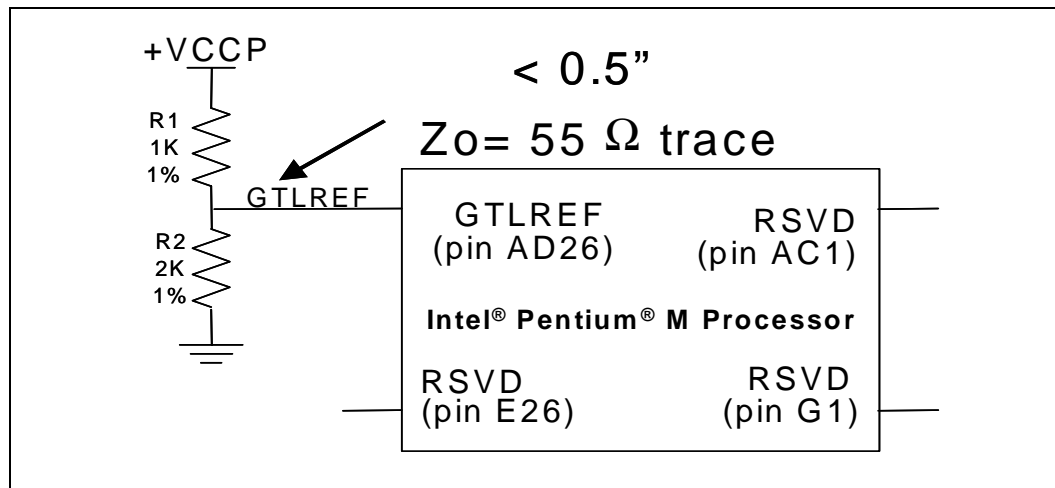 +VCCP
< 0.5”
Zo= 55 Ω trace
R1
1K
1%
GTLREF
R2
2K
1%
GTLREF
(pin AD26)
RSVD
(pin AC1)
Intel® Pentium® M Processor
RSVD
(pin E26)
RSVD
(pin G1)